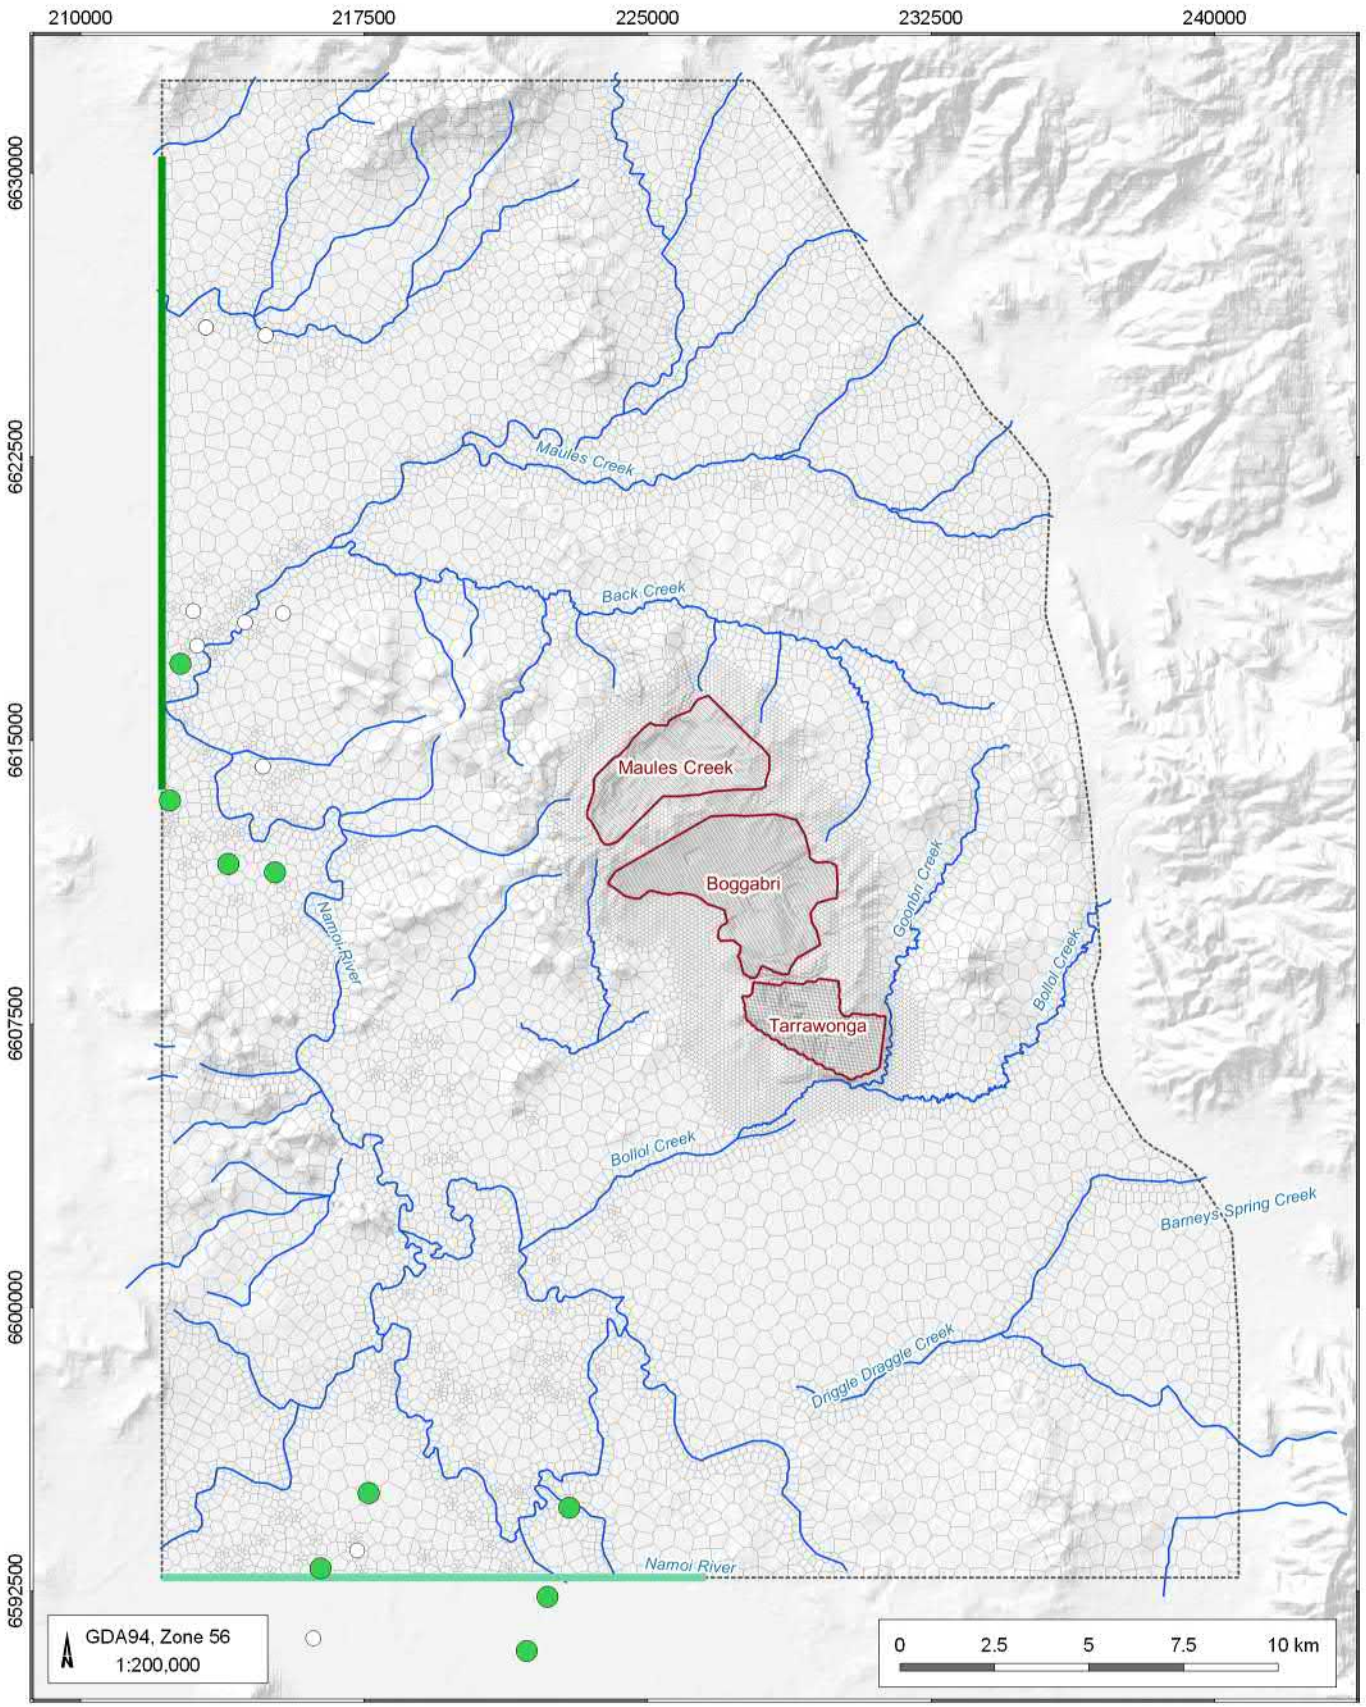 210000 217500 225000 232500 240000
6630000
6622500
6615000
6607500
6600000
6592500
Maules Creek
Back Creek
Maules Creek
Boggabri
Goonbri Creek
Namoi River
Bollol Creek
Tarrawonga
Bollol Creek
Barneys Spring Creek
Driggle Draggle Creek
Namoi River
GDA94, Zone 56
1:200,000
N
0 2.5 5 7.5 10 km